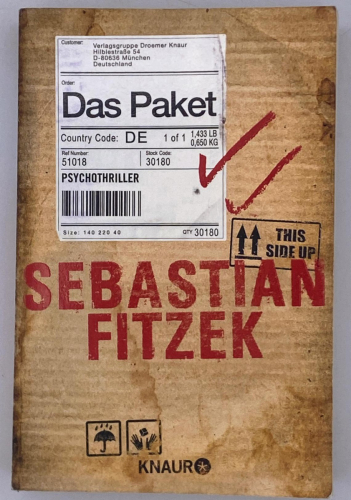 Customer:
Verlagsgruppe Droemer Knaur
Hilblestraße 54
D-80636 München
Deutschland
Order:
Das Paket
Country Code: DE 1 of 1 1,433 LB
0,650 KG
Ref Number: Stock Code:
51018 30180
PSYCHOTHRILLER
Size: 140 220 40 QTY 30180
THIS
SIDE UP
SEBASTIAN
FITZEK
KNAUR